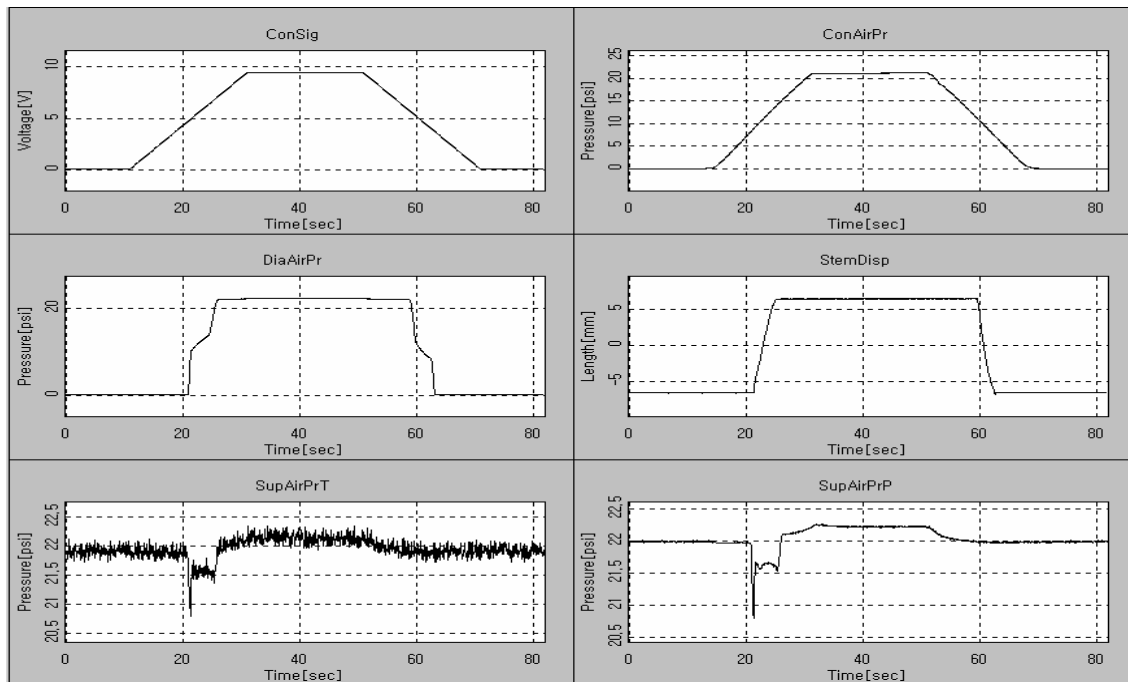 ConSig
Voltage[V]
10
5
0
0 20 40 60 80
Time[sec]
ConAirPr
Pressure[psi]
25
20
15
10
5
0
0 20 40 60 80
Time[sec]
DiaAirPr
Pressure[psi]
20
0
0 20 40 60 80
Time[sec]
StemDisp
Length[mm]
5
0
-5
0 20 40 60 80
Time[sec]
SupAirPrT
Pressure[psi]
22,5
22
21,5
21
20,5
0 20 40 60 80
Time[sec]
SupAirPrP
Pressure[psi]
22,5
22
21,5
21
20,5
0 20 40 60 80
Time[sec]